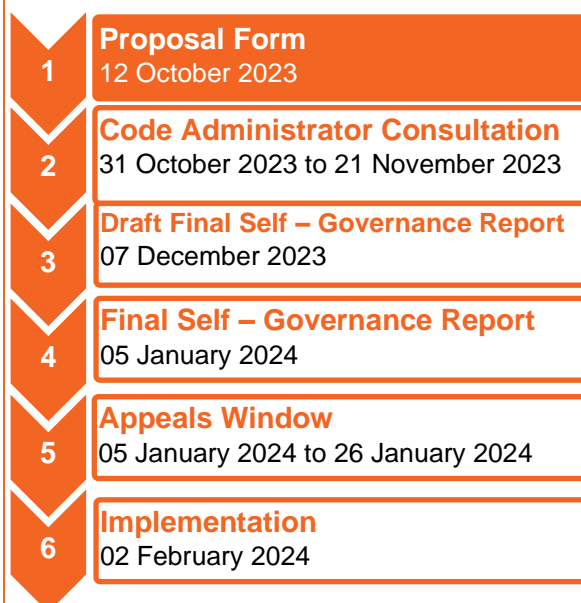 1
Proposal Form
12 October 2023
2
Code Administrator Consultation
31 October 2023 to 21 November 2023
3
Draft Final Self – Governance Report
07 December 2023
4
Final Self – Governance Report
05 January 2024
5
Appeals Window
05 January 2024 to 26 January 2024
6
Implementation
02 February 2024